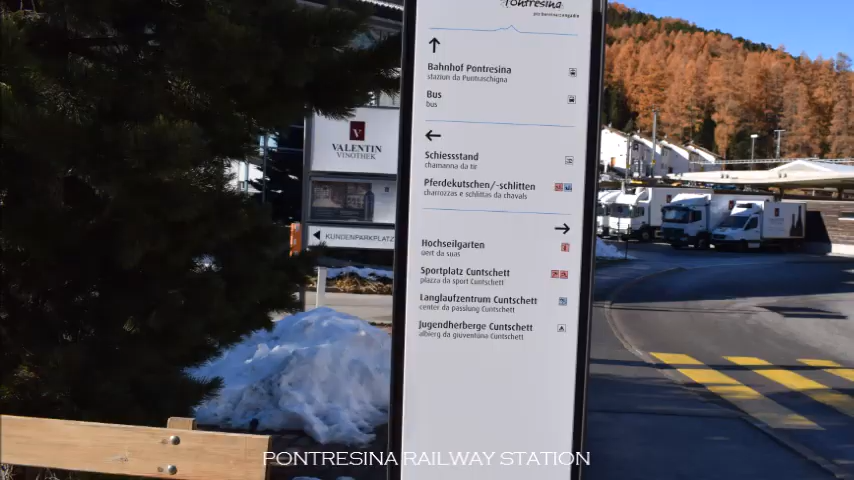 Pontresina
Bahnhof Pontresina
staziun da Puntraschigna
Bus
bus
Schiessstand
chamanna da tir
Pferdekutschen/-schlitten
charrozzas e schlittas da chavals
Hochseilgarten
üert da suas
Sportplatz Cuntschett
plazza da sport Cuntschett
Langlaufzentrum Cuntschett
center da passlung Cuntschett
Jugendherberge Cuntschett
albierg da giuventüna Cuntschett
V
VALENTIN
VINOTHEK
KUNDENPARKPLATZ
PONTRESINA RAILWAY STATION